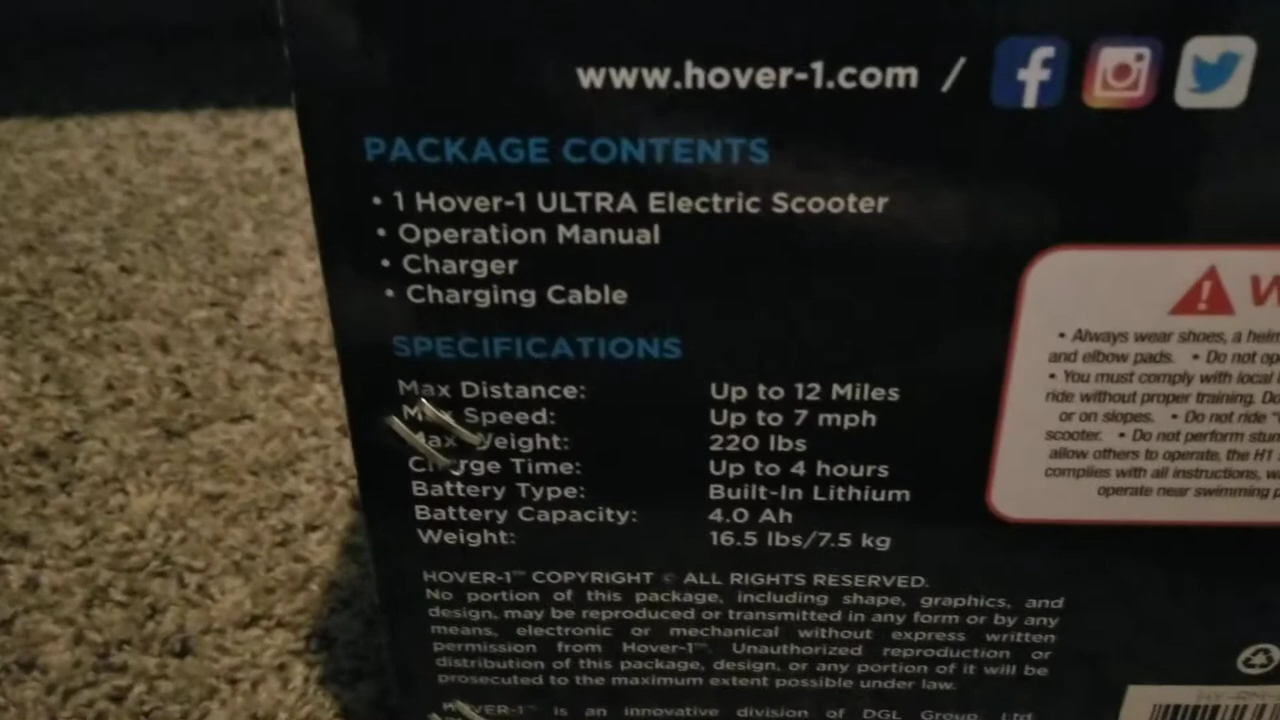 www.hover-1.com /
PACKAGE CONTENTS
• 1 Hover-1 ULTRA Electric Scooter
• Operation Manual
• Charger
• Charging Cable
SPECIFICATIONS
Max Distance: Up to 12 Miles
Max Speed: Up to 7 mph
Max Weight: 220 lbs
Charge Time: Up to 4 hours
Battery Type: Built-In Lithium
Battery Capacity: 4.0 Ah
Weight: 16.5 lbs/7.5 kg
• Always wear shoes, a
and elbow pads. • Do not
• You must comply with local
ride without proper training.
or on slopes. • Do not ride
scooter. • Do not perform
allow others to operate, the
complies with all instructions,
operate near swimming
HOVER-1™ COPYRIGHT © ALL RIGHTS RESERVED.
No portion of this package, including shape, graphics, and
design, may be reproduced or transmitted in any form or by any
means, electronic or mechanical without express written
permission from Hover-1™. Unauthorized reproduction or
distribution of this package, design, or any portion of it will be
prosecuted to the maximum extent possible under law.
HOVER-1™ is an innovative division of DGL Group, Ltd.